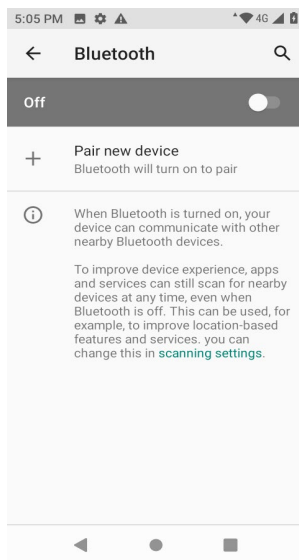 5:05 PM 4G
Bluetooth
Off
Pair new device
Bluetooth will turn on to pair
When Bluetooth is turned on, your
device can communicate with other
nearby Bluetooth devices.
To improve device experience, apps
and services can still scan for nearby
devices at any time, even when
Bluetooth is off. This can be used, for
example, to improve location-based
features and services. you can
change this in scanning settings.